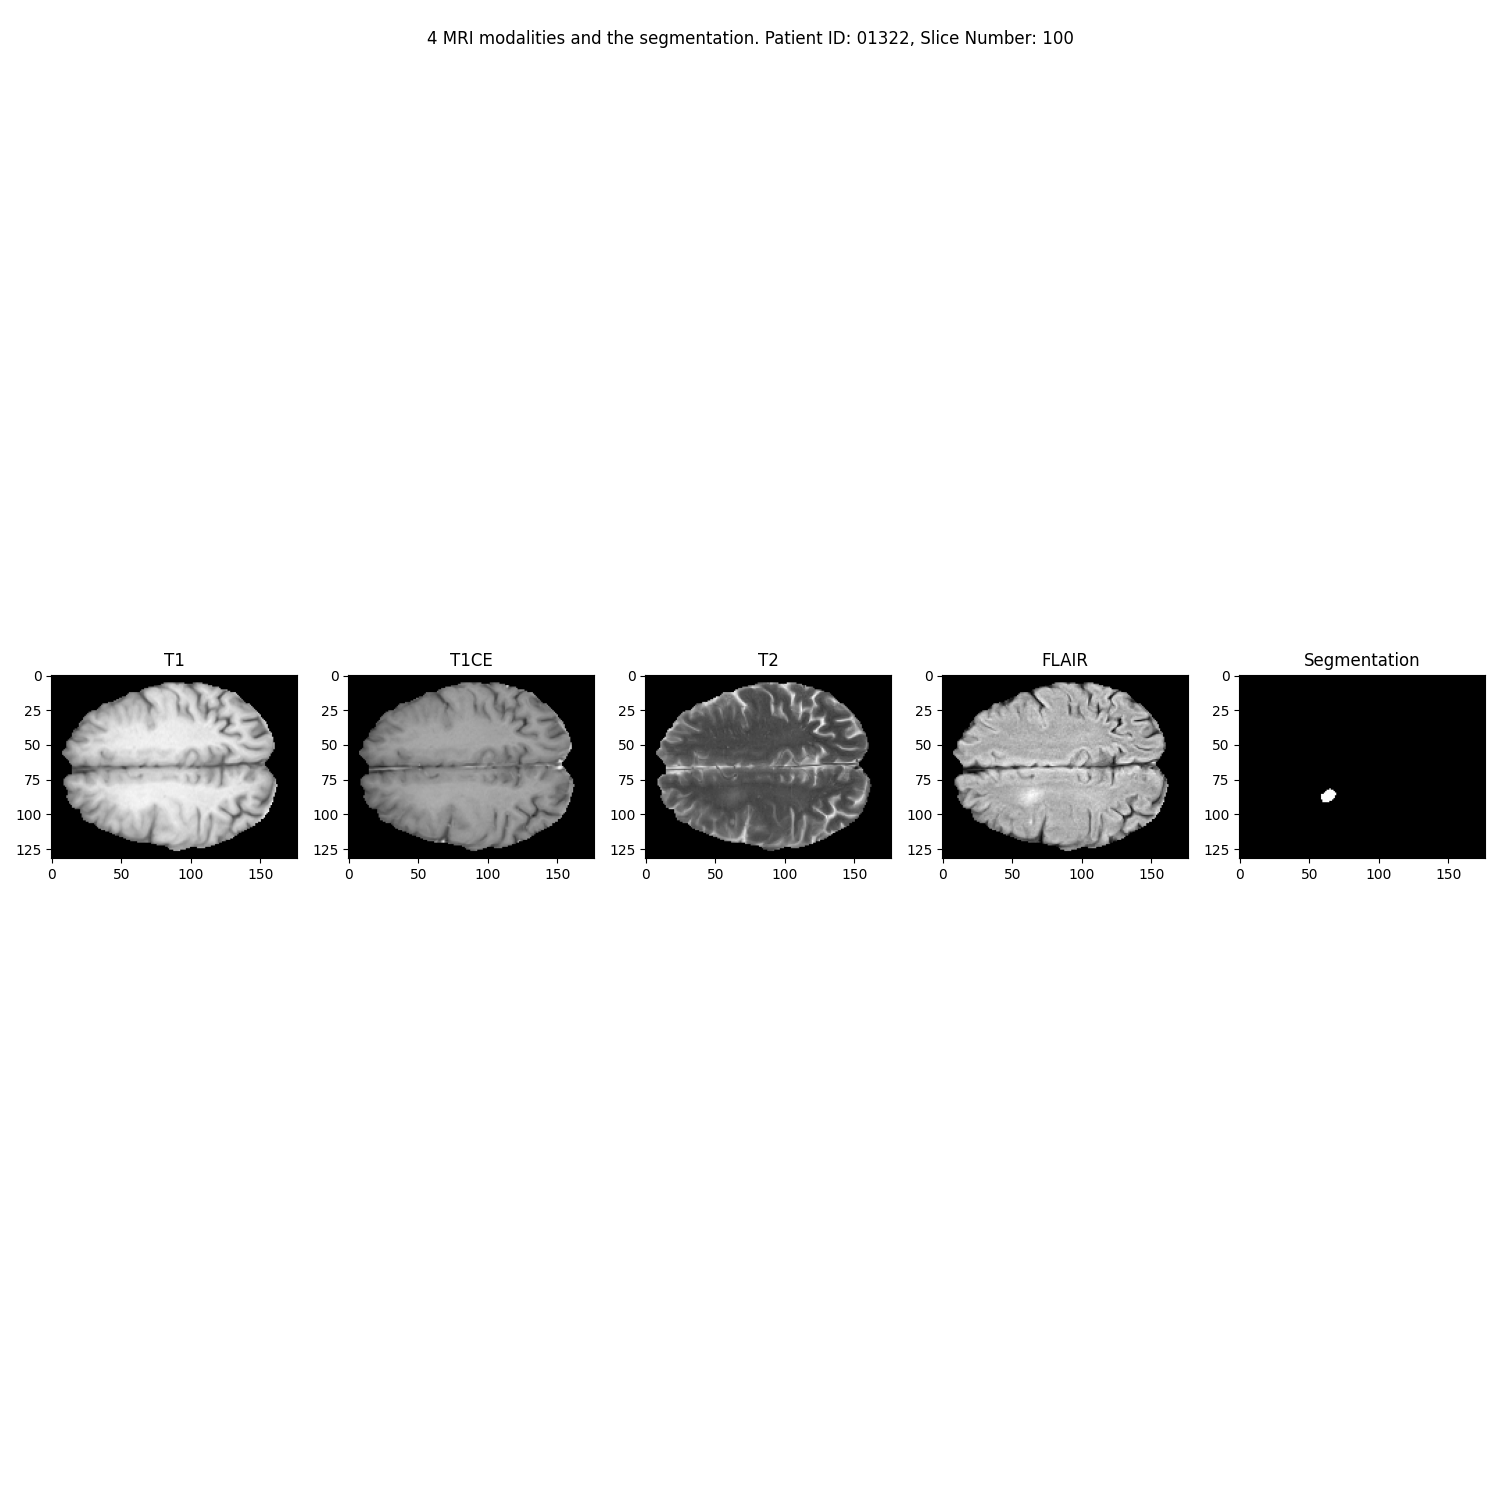 4 MRI modalities and the segmentation. Patient ID: 01322, Slice Number: 100
T1 T1CE T2 FLAIR Segmentation
0 0 0 0 0
25 25 25 25 25
50 50 50 50 50
75 75 75 75 75
100 100 100 100 100
125 125 125 125 125
0 50 100 150 0 50 100 150 0 50 100 150 0 50 100 150 0 50 100 150